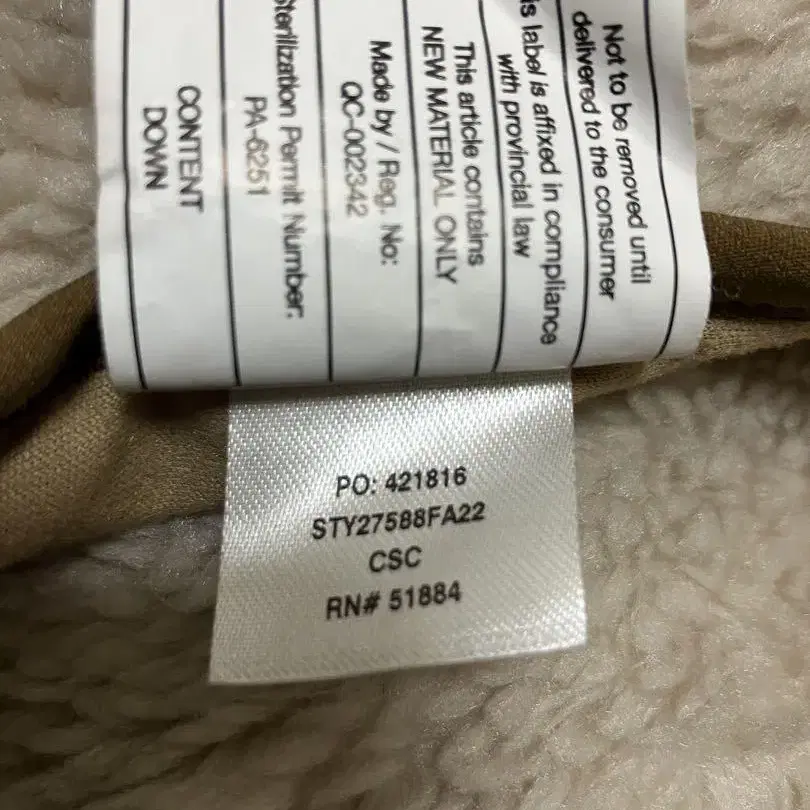 Not to be removed until
delivered to the consumer
is label is affixed in compliance
with provincial law
This article contains
NEW MATERIAL ONLY
Made by / Reg. No:
QC-002342
Sterilization Permit Number:
PA-6251
CONTENT
DOWN
PO: 421816
STY27588FA22
CSC
RN# 51884